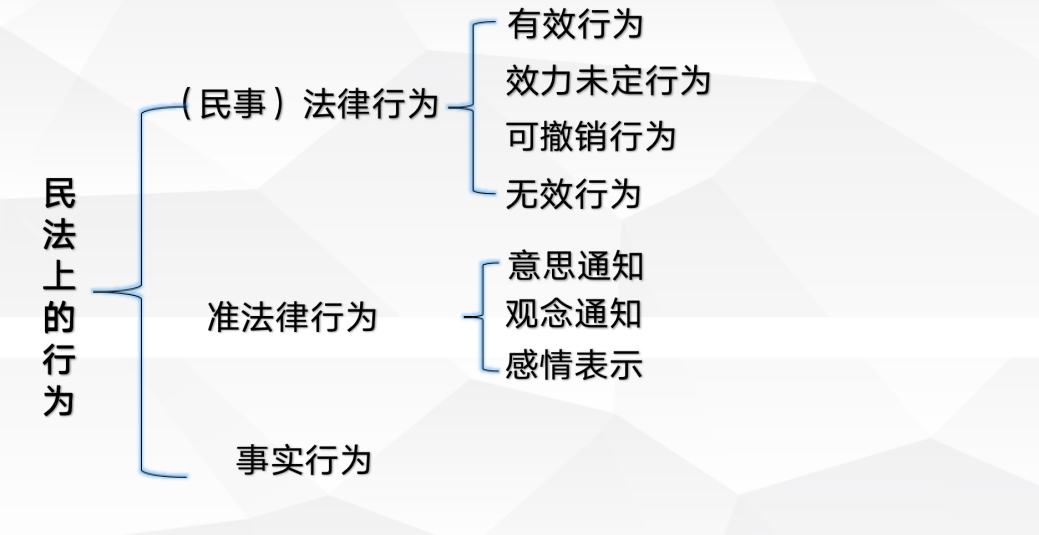 民法上的行为
（民事）法律行为
有效行为
效力未定行为
可撤销行为
无效行为
准法律行为
意思通知
观念通知
感情表示
事实行为